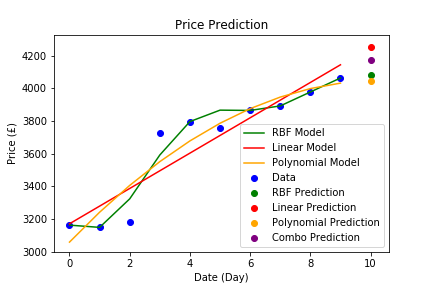 Price Prediction
Price (£)
4200
4000
3800
3600
3400
3200
3000
RBF Model
Linear Model
Polynomial Model
Data
RBF Prediction
Linear Prediction
Polynomial Prediction
Combo Prediction
0 2 4 6 8 10
Date (Day)